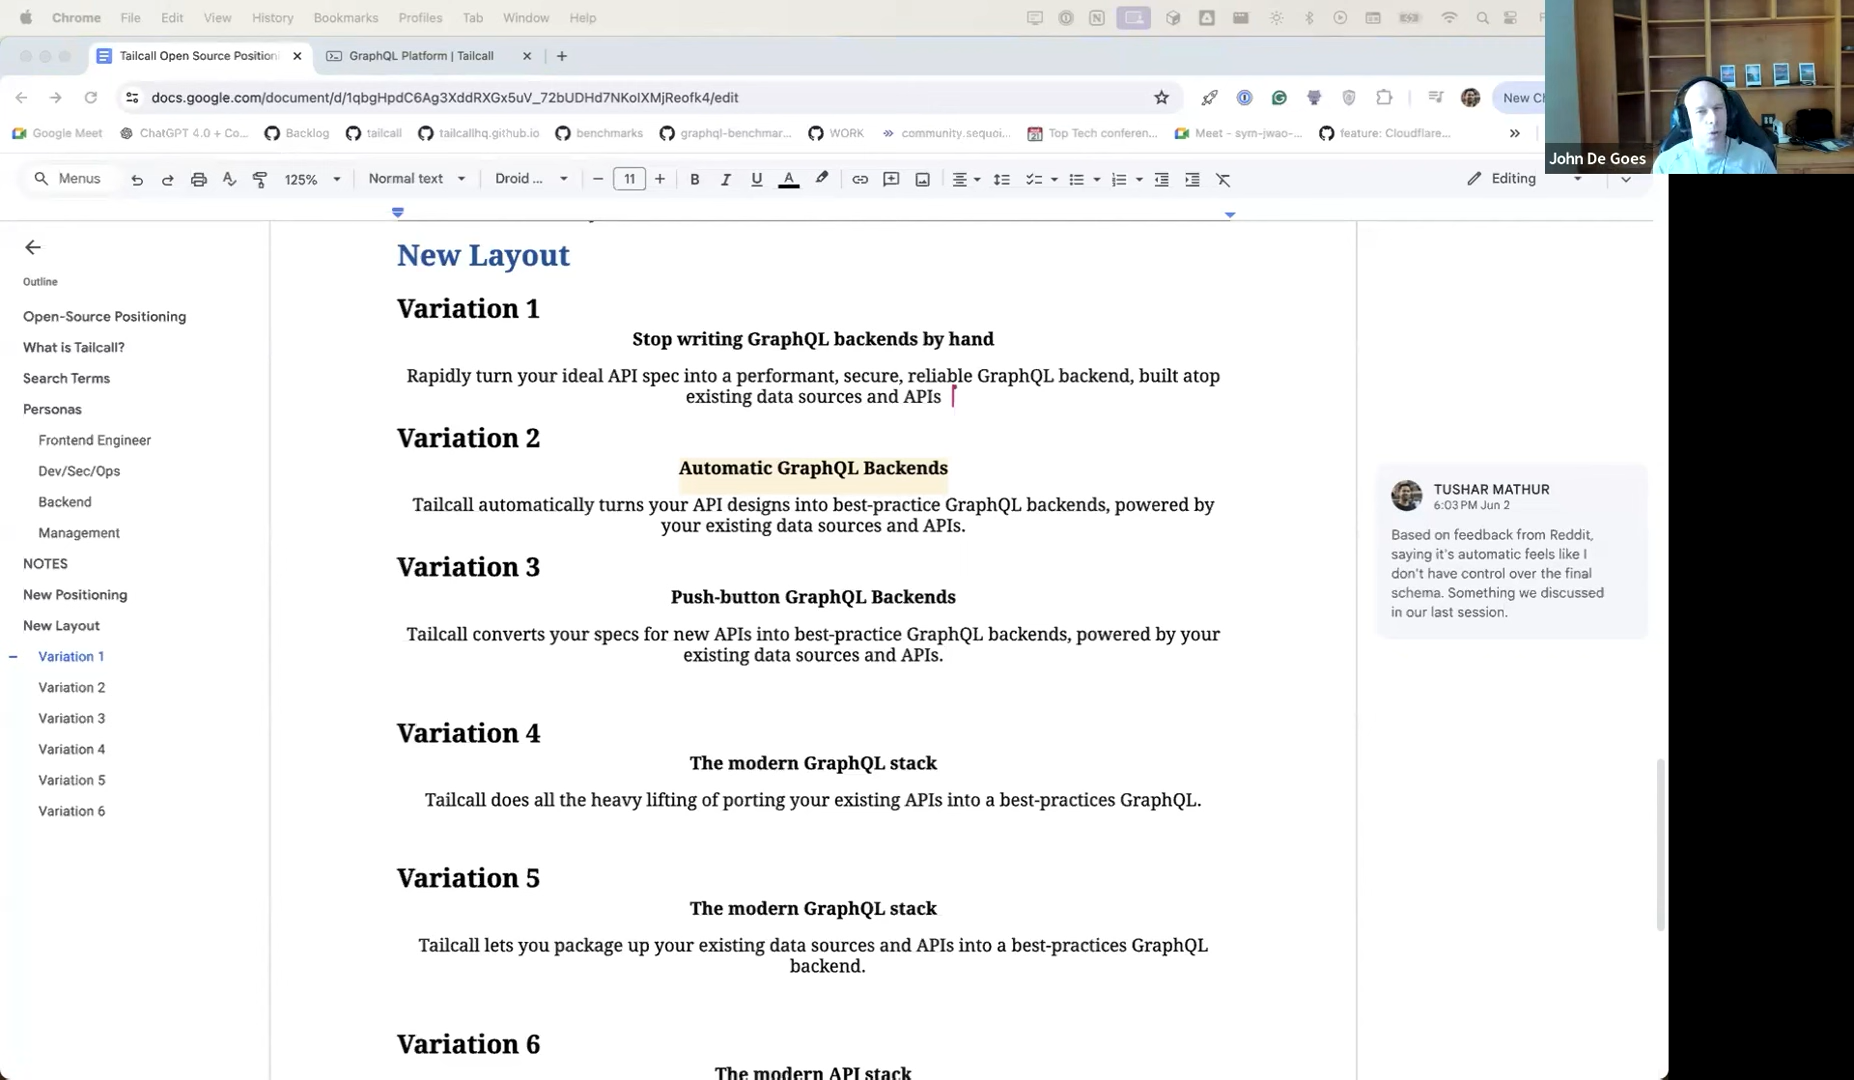 Chrome File Edit View History Bookmarks Profiles Tab Window Help
Tailcall Open Source Position
GraphQL Platform | Tailcall
docs.google.com/document/d/1qbgHpdC6Ag3XddRXGx5uV_72bUDHd7NKoIXMjReofk4/edit
New Ch
Google Meet ChatGPT 4.0 + Co... Backlog tailcall tailcallhq.github.io benchmarks graphql-benchmar... WORK community.sequoi... Top Tech conferen... Meet - sym-jwao-... feature: Cloudflare...
John De Goes
Menus 125% Normal text Droid ... 11 Editing
Outline
Open-Source Positioning
What is Tailcall?
Search Terms
Personas
Frontend Engineer
Dev/Sec/Ops
Backend
Management
NOTES
New Positioning
New Layout
Variation 1
Variation 2
Variation 3
Variation 4
Variation 5
Variation 6
New Layout
Variation 1
Stop writing GraphQL backends by hand
Rapidly turn your ideal API spec into a performant, secure, reliable GraphQL backend, built atop
existing data sources and APIs
Variation 2
Automatic GraphQL Backends
Tailcall automatically turns your API designs into best-practice GraphQL backends, powered by
your existing data sources and APIs.
Variation 3
Push-button GraphQL Backends
Tailcall converts your specs for new APIs into best-practice GraphQL backends, powered by your
existing data sources and APIs.
Variation 4
The modern GraphQL stack
Tailcall does all the heavy lifting of porting your existing APIs into a best-practices GraphQL.
Variation 5
The modern GraphQL stack
Tailcall lets you package up your existing data sources and APIs into a best-practices GraphQL
backend.
Variation 6
The modern API stack
TUSHAR MATHUR
6:03 PM Jun 2
Based on feedback from Reddit,
saying it's automatic feels like I
don't have control over the final
schema. Something we discussed
in our last session.